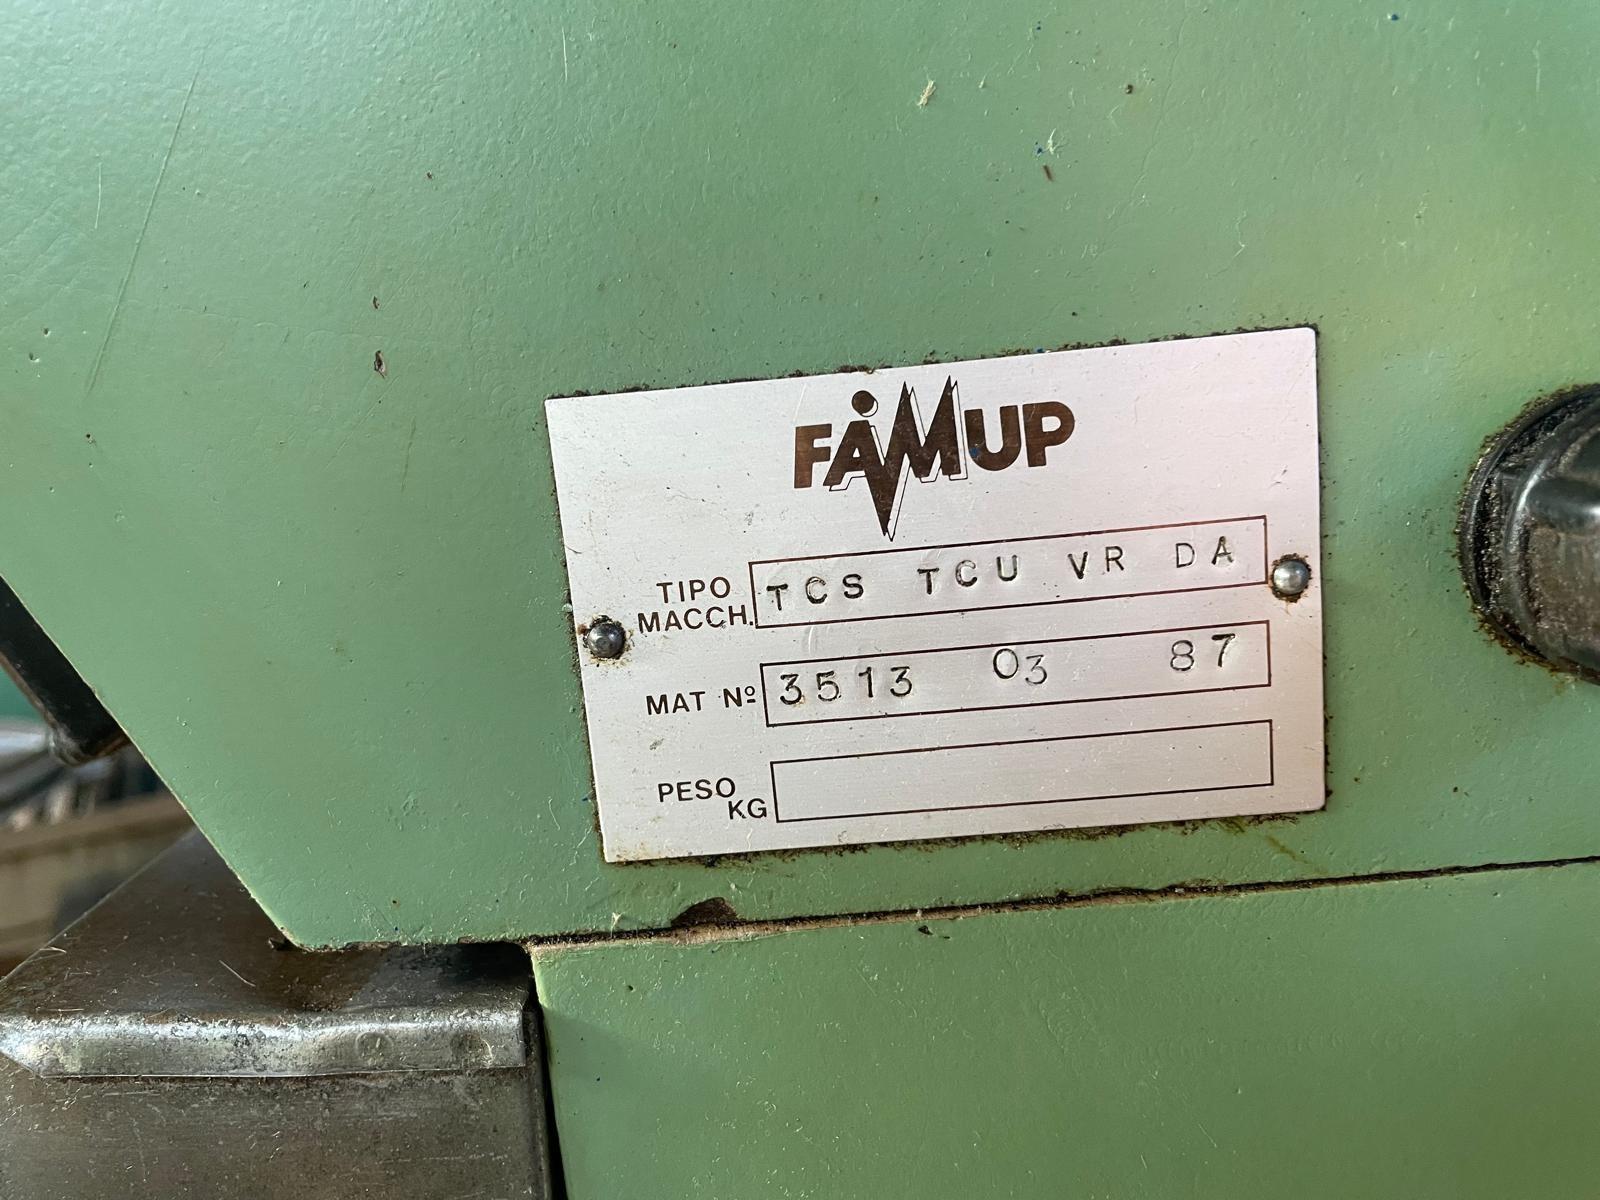 FAMUP
TIPO MACCH. TCS TCU VR DA
MAT Nº 3513 03 87
PESO KG